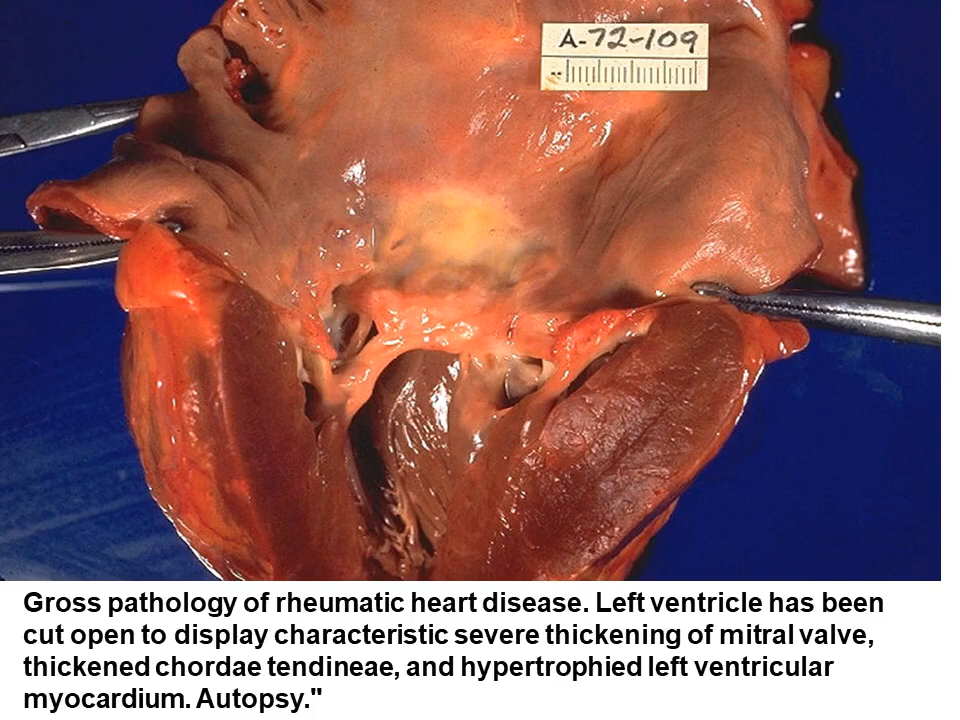 A-72-109
Gross pathology of rheumatic heart disease. Left ventricle has been
cut open to display characteristic severe thickening of mitral valve,
thickened chordae tendineae, and hypertrophied left ventricular
myocardium. Autopsy."